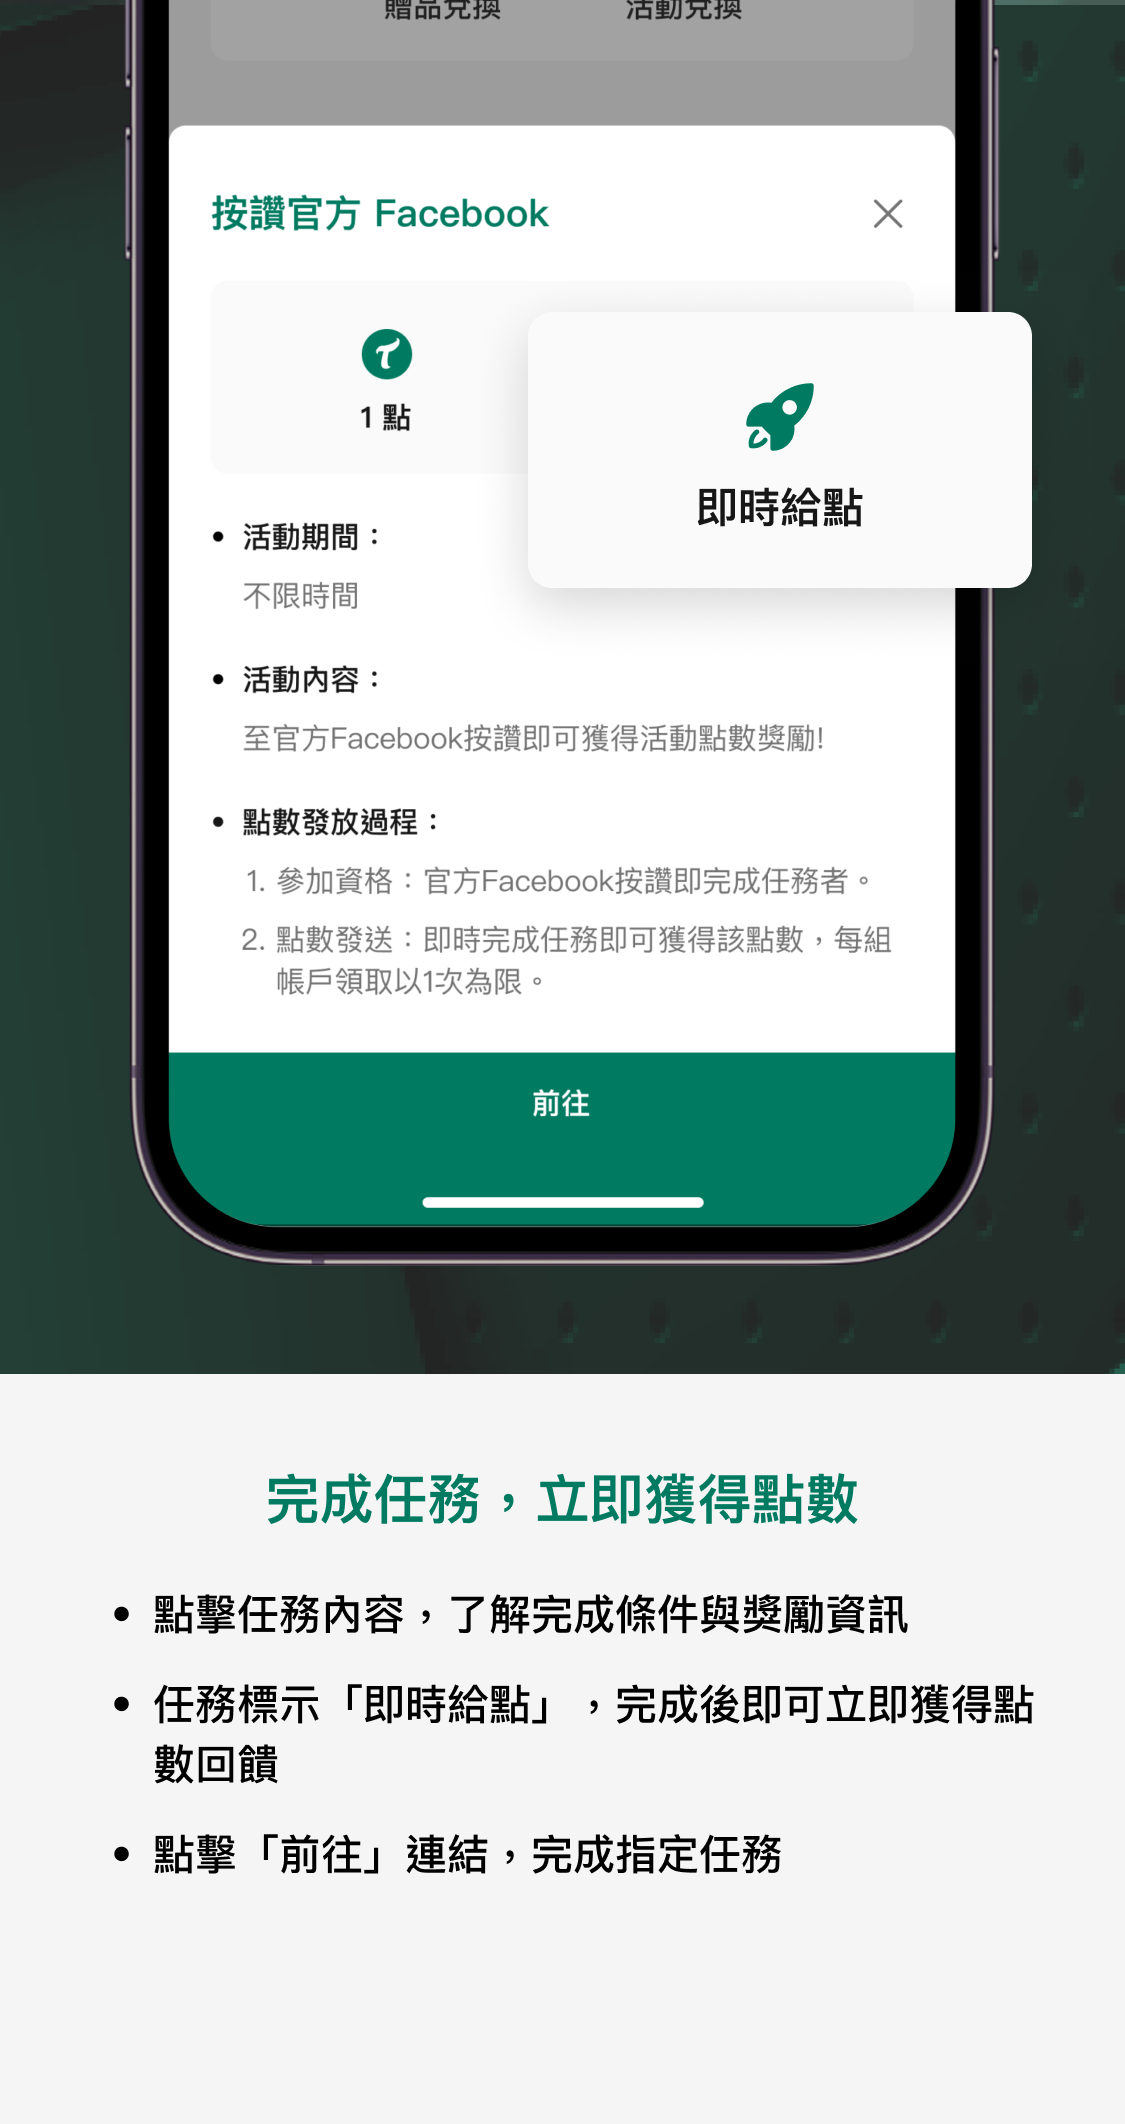 贈品兌換 活動兌換
按讚官方 Facebook
1 點
即時給點
• 活動期間：
不限時間
• 活動內容：
至官方Facebook按讚即可獲得活動點數獎勵!
• 點數發放過程：
1. 參加資格：官方Facebook按讚即完成任務者。
2. 點數發送：即時完成任務即可獲得該點數，每組
帳戶領取以1次為限。
前往
完成任務，立即獲得點數
• 點擊任務內容，了解完成條件與獎勵資訊
• 任務標示「即時給點」，完成後即可立即獲得點
數回饋
• 點擊「前往」連結，完成指定任務